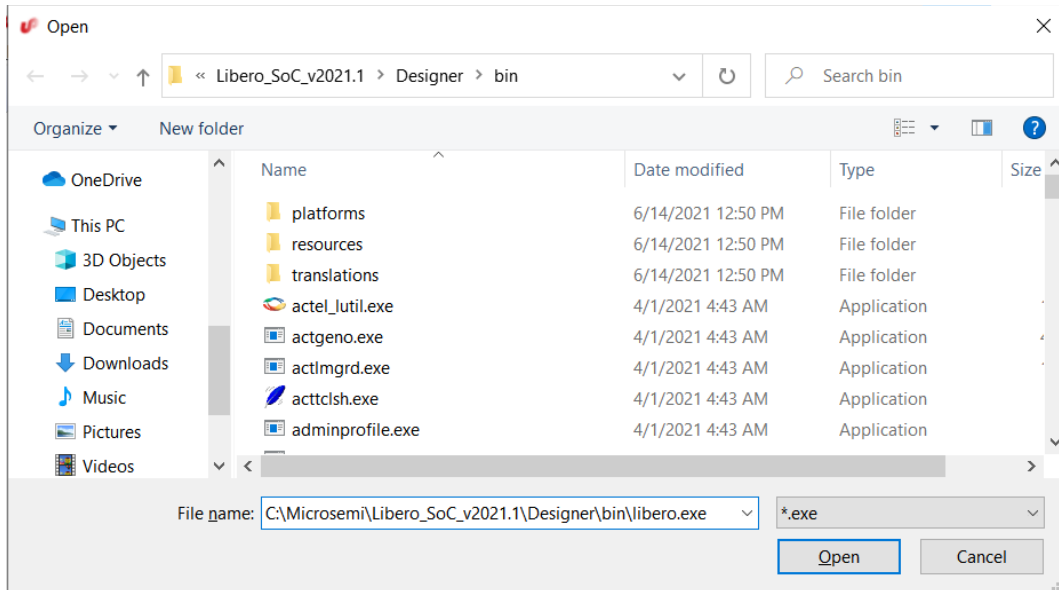 Open
« Libero_SoC_v2021.1 > Designer > bin
Search bin
Organize
New folder
Name Date modified Type Size
OneDrive
This PC
3D Objects
Desktop
Documents
Downloads
Music
Pictures
Videos
platforms 6/14/2021 12:50 PM File folder
resources 6/14/2021 12:50 PM File folder
translations 6/14/2021 12:50 PM File folder
actel_lutil.exe 4/1/2021 4:43 AM Application
actgeno.exe 4/1/2021 4:43 AM Application
actlmgrd.exe 4/1/2021 4:43 AM Application
acttclsh.exe 4/1/2021 4:43 AM Application
adminprofile.exe 4/1/2021 4:43 AM Application
File name: C:\Microsemi\Libero_SoC_v2021.1\Designer\bin\libero.exe *.exe
Open Cancel